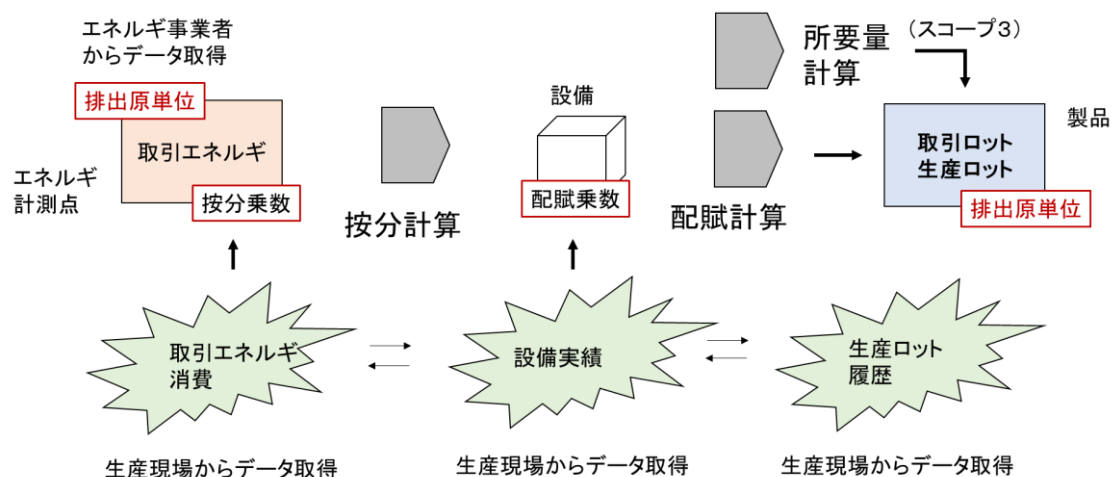 エネルギ事業者
からデータ取得
排出原単位
取引エネルギ
エネルギ
計測点
按分乗数
按分計算
設備
配賦乗数
所要量
計算
（スコープ３）
配賦計算
製品
取引ロット
生産ロット
排出原単位
取引エネルギ
消費
設備実績
生産ロット
履歴
生産現場からデータ取得
生産現場からデータ取得
生産現場からデータ取得